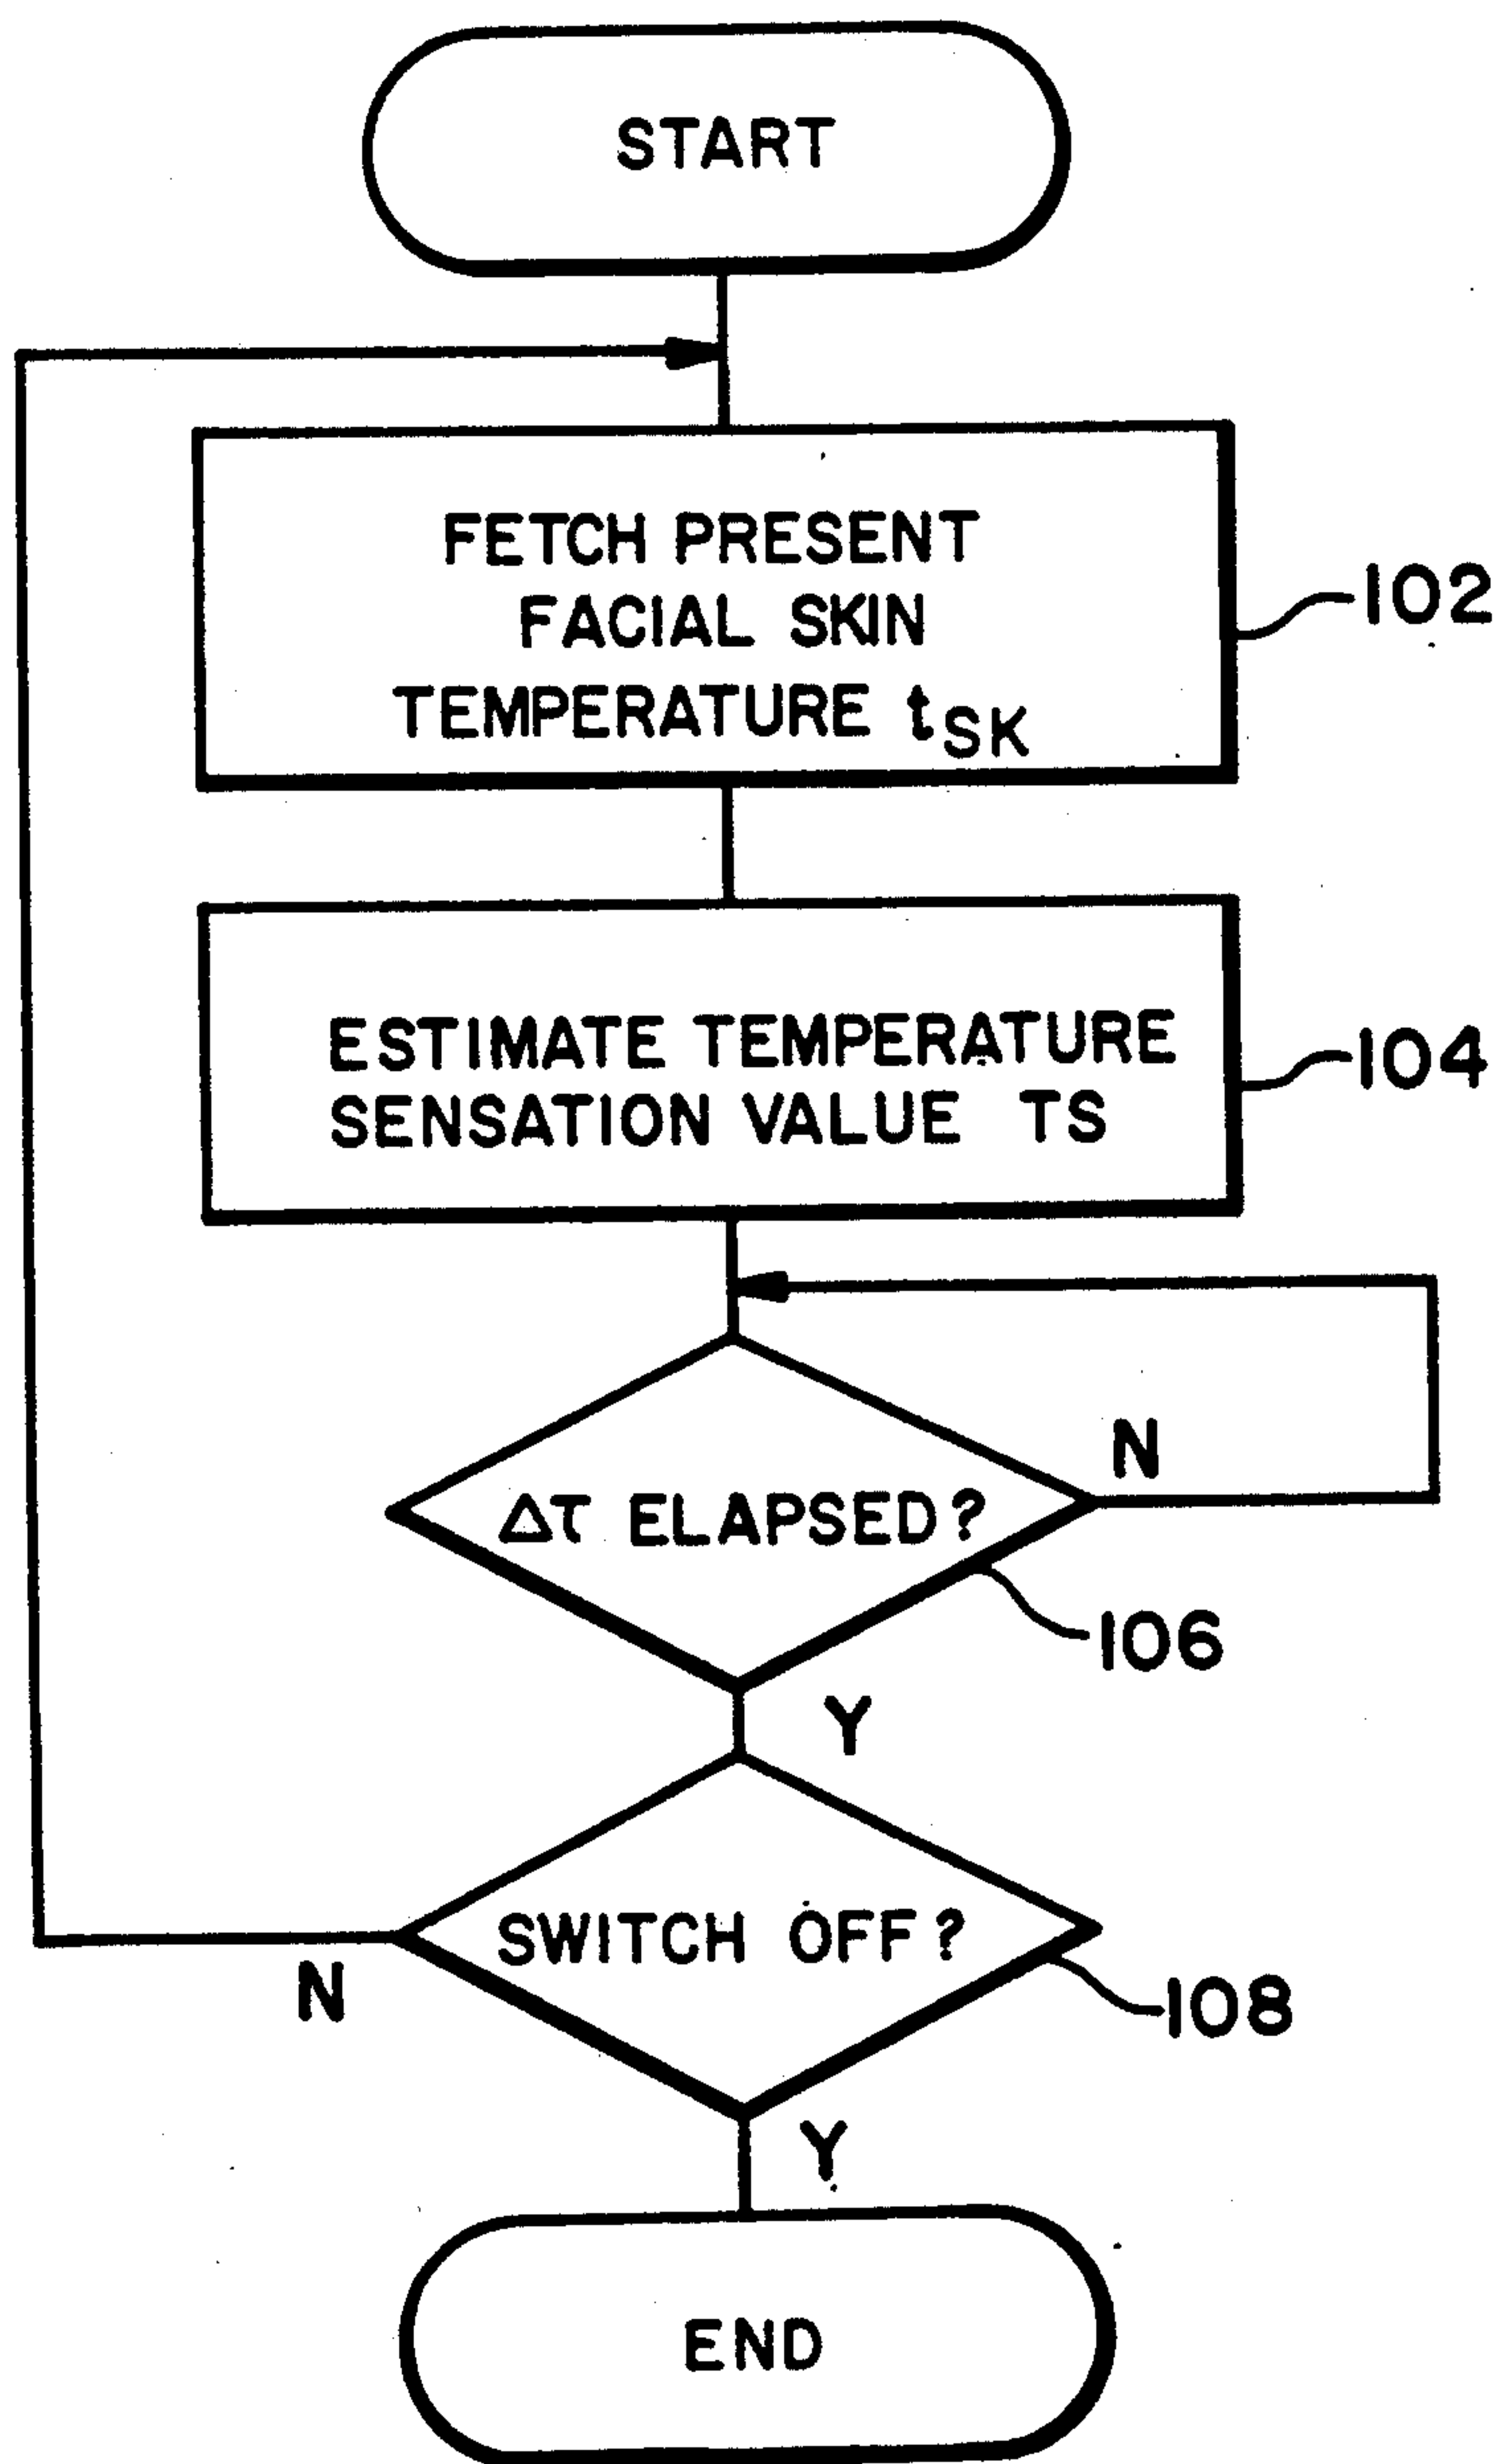 START
FETCH PRESENT
FACIAL SKIN
TEMPERATURE tSK
102
ESTIMATE TEMPERATURE
SENSATION VALUE TS
104
N
ΔT ELAPSED?
106
Y
SWITCH OFF?
N
108
Y
END